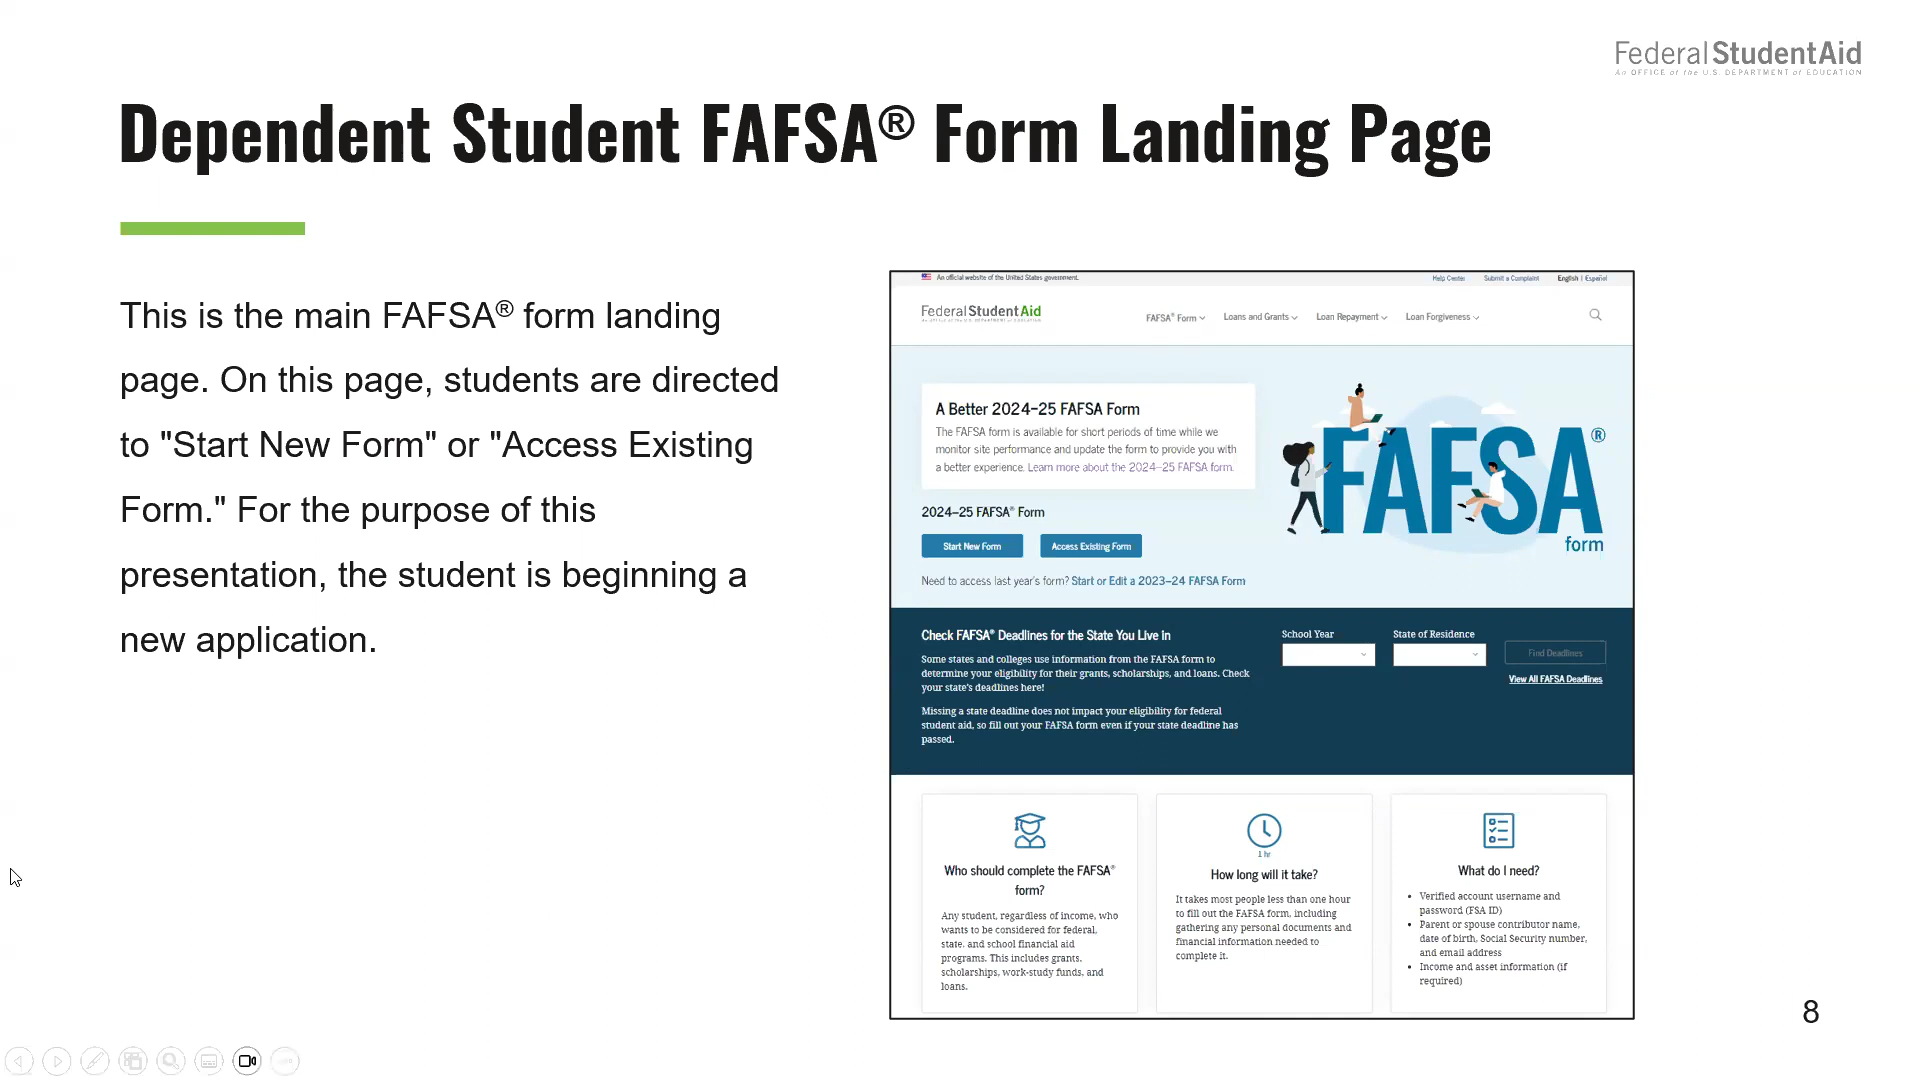 Federal StudentAid
An OFFICE of the U.S. DEPARTMENT of EDUCATION
Dependent Student FAFSA® Form Landing Page
This is the main FAFSA® form landing
page. On this page, students are directed
to "Start New Form" or "Access Existing
Form." For the purpose of this
presentation, the student is beginning a
new application.
An official website of the United States government.
Help Center Submit a Complaint English | Español
Federal StudentAid
An OFFICE of the U.S. DEPARTMENT of EDUCATION
FAFSA® Form Loans and Grants Loan Repayment Loan Forgiveness
A Better 2024–25 FAFSA Form
The FAFSA form is available for short periods of time while we
monitor site performance and update the form to provide you with
a better experience. Learn more about the 2024–25 FAFSA form.
FAFSA®
form
2024–25 FAFSA® Form
Start New Form Access Existing Form
Need to access last year's form? Start or Edit a 2023–24 FAFSA Form
Check FAFSA® Deadlines for the State You Live in
Some states and colleges use information from the FAFSA form to
determine your eligibility for their grants, scholarships, and loans. Check
your state's deadlines here!
Missing a state deadline does not impact your eligibility for federal
student aid, so fill out your FAFSA form even if your state deadline has
passed.
School Year State of Residence
Find Deadlines
View All FAFSA Deadlines
Who should complete the FAFSA®
form?
Any student, regardless of income, who
wants to be considered for federal,
state, and school financial aid
programs. This includes grants,
scholarships, work-study funds, and
loans.
1 hr
How long will it take?
It takes most people less than one hour
to fill out the FAFSA form, including
gathering any personal documents and
financial information needed to
complete it.
What do I need?
• Verified account username and
password (FSA ID)
• Parent or spouse contributor name,
date of birth, Social Security number,
and email address
• Income and asset information (if
required)
8